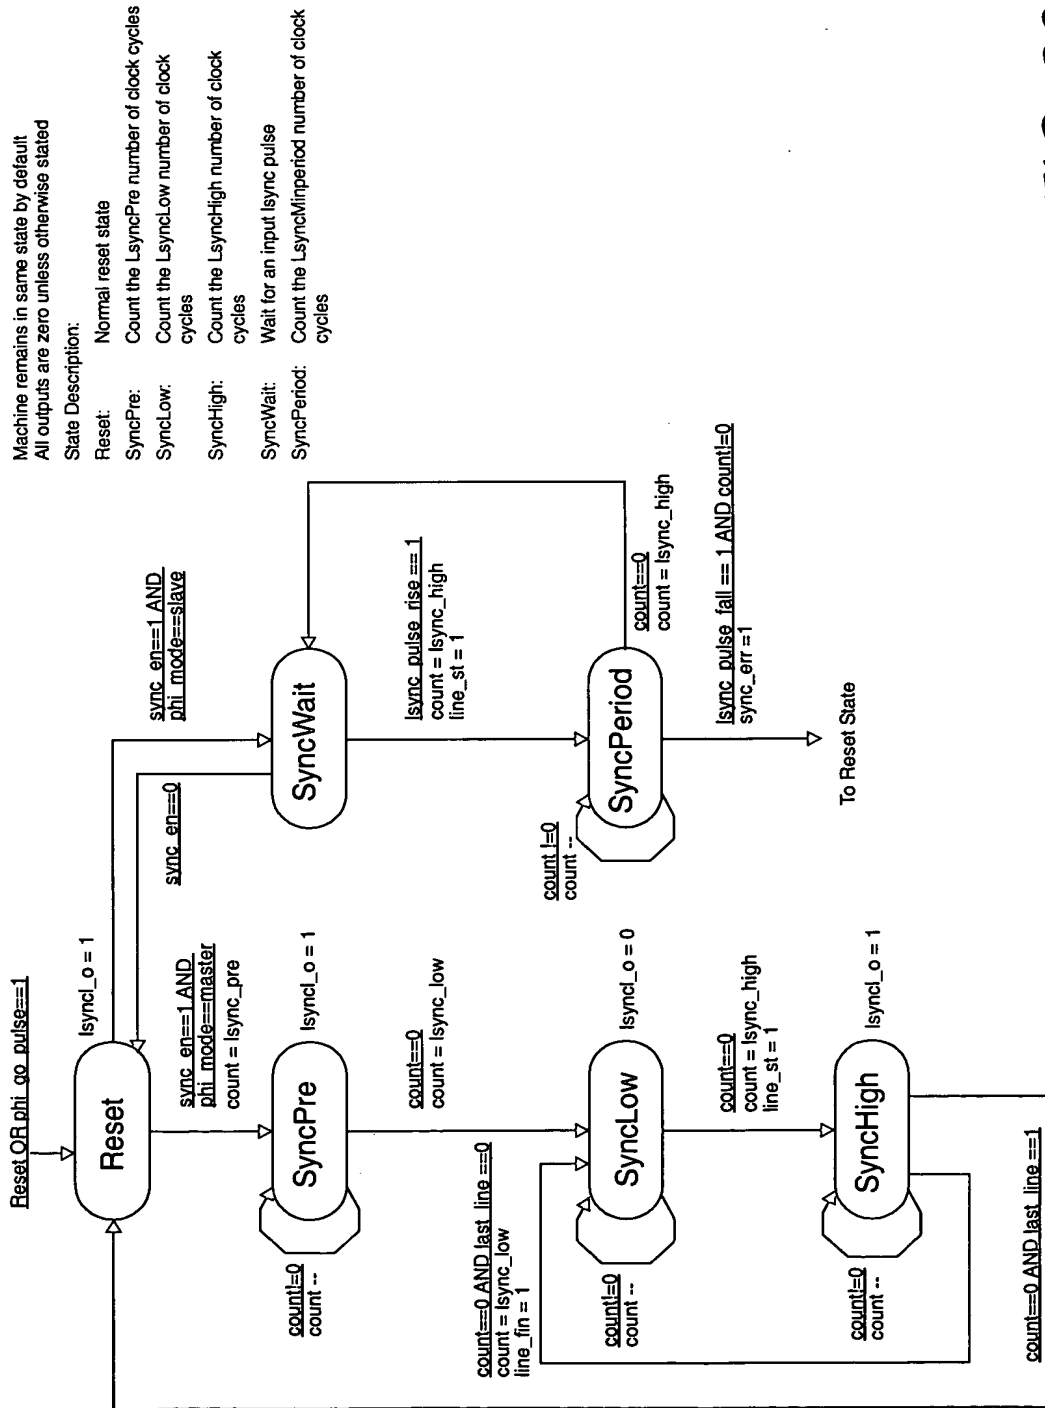 Machine remains in same state by default
All outputs are zero unless otherwise stated
State Description:
Reset: Normal reset state
SyncPre: Count the LsyncPre number of clock cycles
SyncLow: Count the LsyncLow number of clock
cycles
SyncHigh: Count the LsyncHigh number of clock
cycles
SyncWait: Wait for an input lsync pulse
SyncPeriod: Count the LsyncMinperiod number of clock
cycles
Reset OR phi_go_pulse==1
Reset
lsyncl_o = 1
sync_en==1 AND
phi_mode==slave
sync_en==0
sync_en==1 AND
phi_mode==master
count = lsync_pre
SyncPre
lsyncl_o = 1
count!=0
count --
count==0
count = lsync_low
SyncWait
lsync_pulse_rise == 1
count = lsync_high
line_st = 1
count==0 AND last_line ==0
count = lsync_low
line_fin = 1
SyncLow
lsyncl_o = 0
count!=0
count --
count==0
count = lsync_high
line_st = 1
SyncPeriod
count !=0
count --
count==0
count = lsync_high
lsync_pulse_fall == 1 AND count!=0
sync_err =1
To Reset State
SyncHigh
lsyncl_o = 1
count!=0
count --
count==0 AND last_line ==1